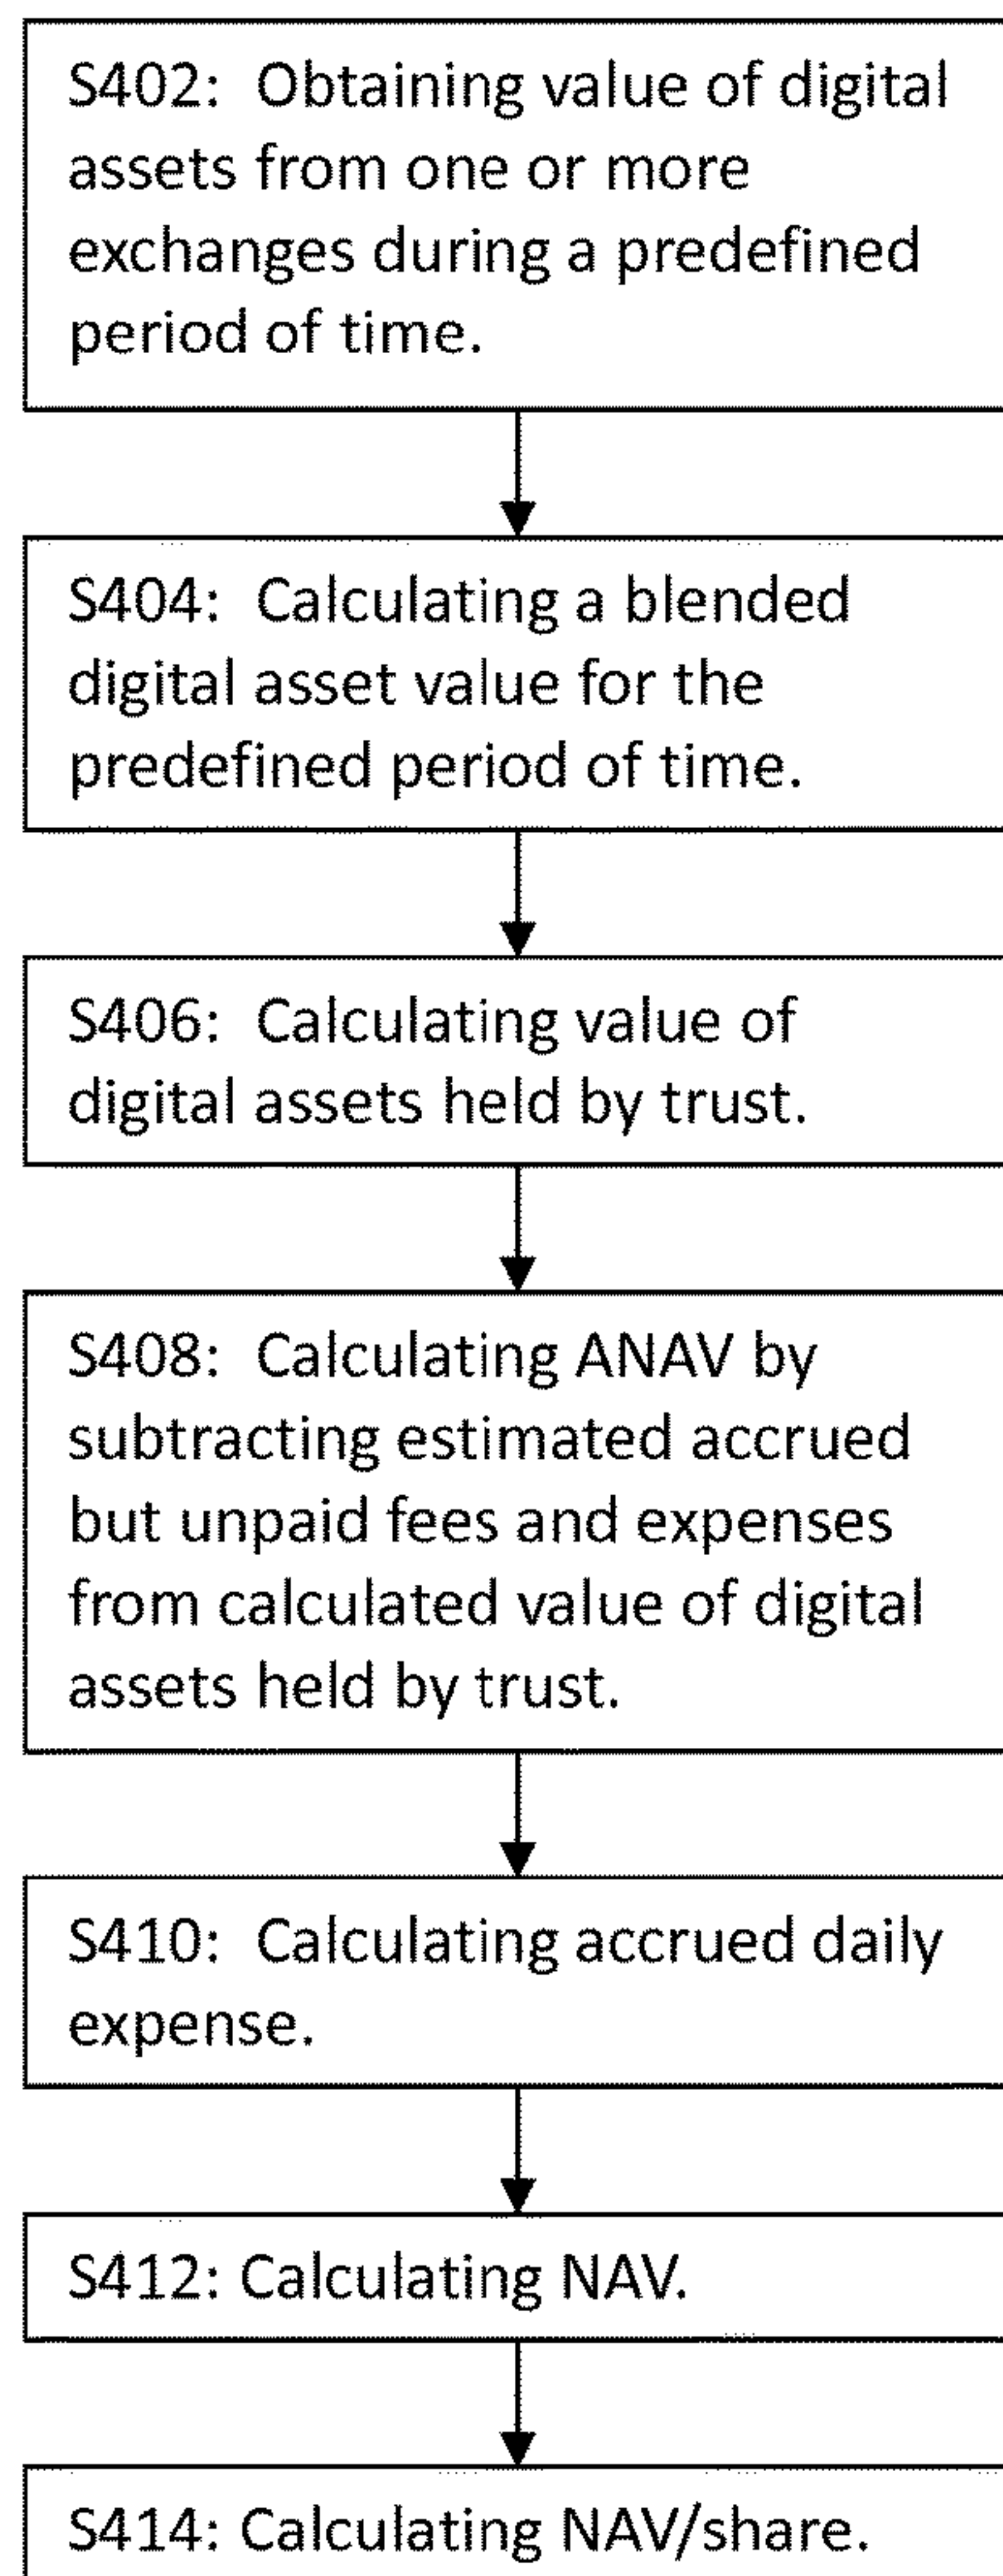 S402: Obtaining value of digital
assets from one or more
exchanges during a predefined
period of time.
S404: Calculating a blended
digital asset value for the
predefined period of time.
S406: Calculating value of
digital assets held by trust.
S408: Calculating ANAV by
subtracting estimated accrued
but unpaid fees and expenses
from calculated value of digital
assets held by trust.
S410: Calculating accrued daily
expense.
S412: Calculating NAV.
S414: Calculating NAV/share.